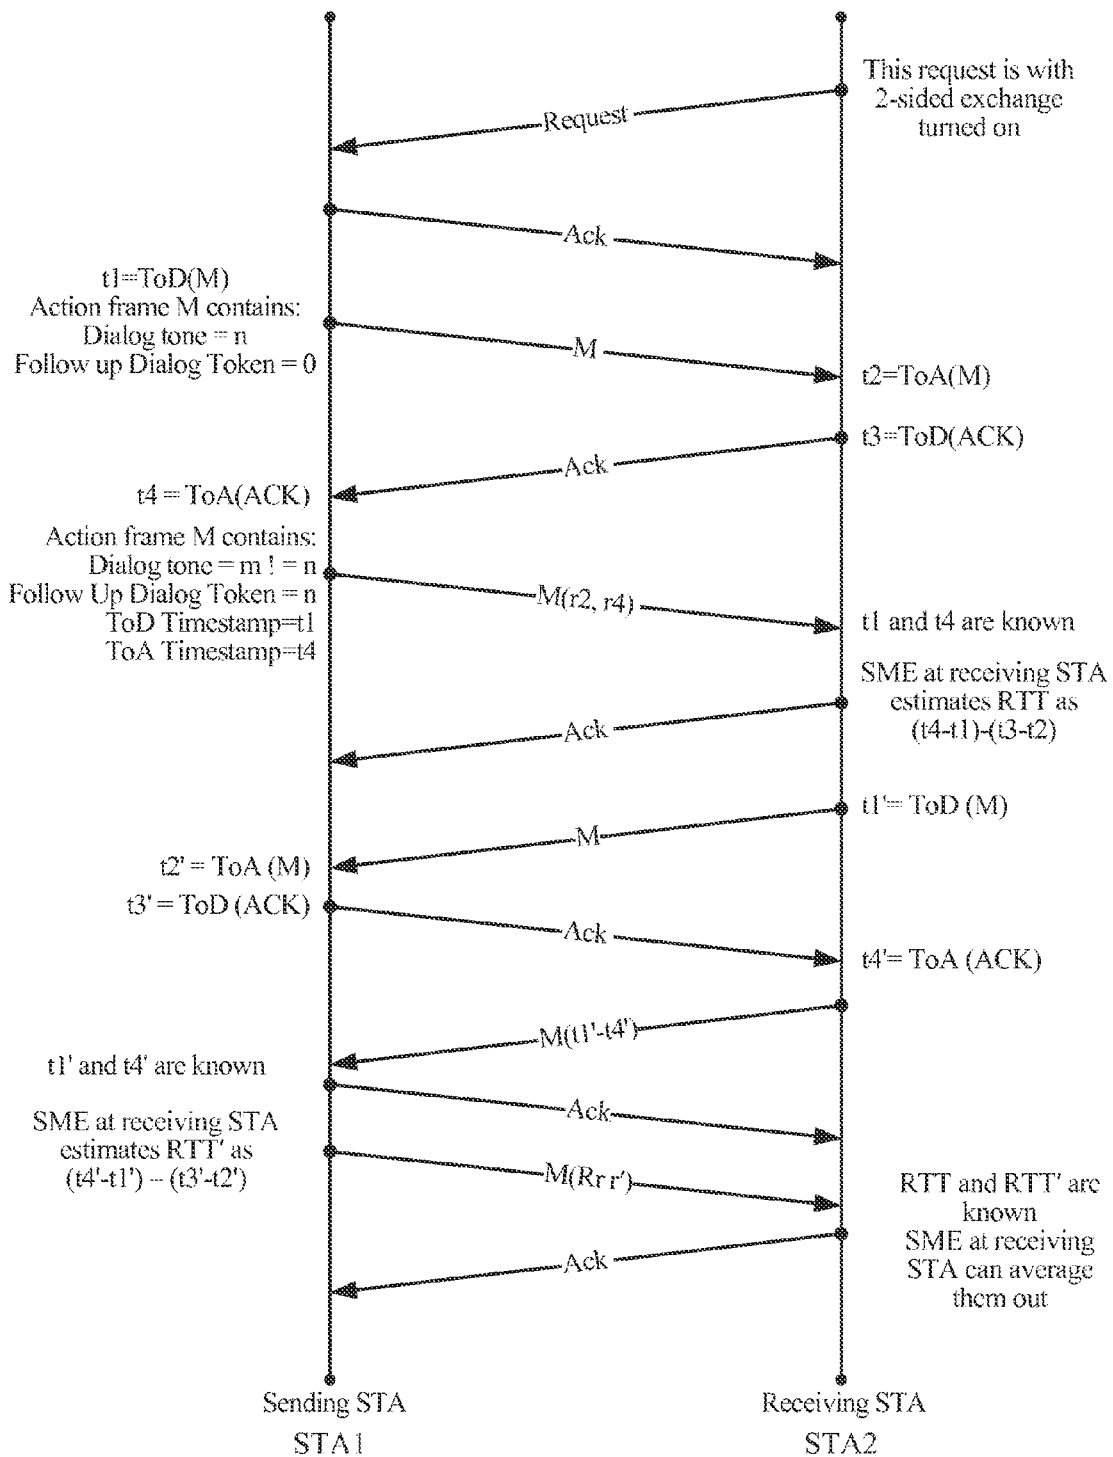 This request is with
2-sided exchange
turned on
Request
Ack
t1=ToD(M)
Action frame M contains:
Dialog tone = n
Follow up Dialog Token = 0
M
t2=ToA(M)
t3=ToD(ACK)
Ack
t4 = ToA(ACK)
Action frame M contains:
Dialog tone = m ! = n
Follow Up Dialog Token = n
ToD Timestamp=t1
ToA Timestamp=t4
M(r2, r4)
t1 and t4 are known
SME at receiving STA
estimates RTT as
(t4-t1)-(t3-t2)
Ack
t1'= ToD (M)
M
t2' = ToA (M)
t3' = ToD (ACK)
Ack
t4'= ToA (ACK)
M(t1'-t4')
t1' and t4' are known
Ack
SME at receiving STA
estimates RTT' as
(t4'-t1') – (t3'-t2')
M(Rr r')
RTT and RTT' are
known
SME at receiving
STA can average
them out
Ack
Sending STA
STA1
Receiving STA
STA2